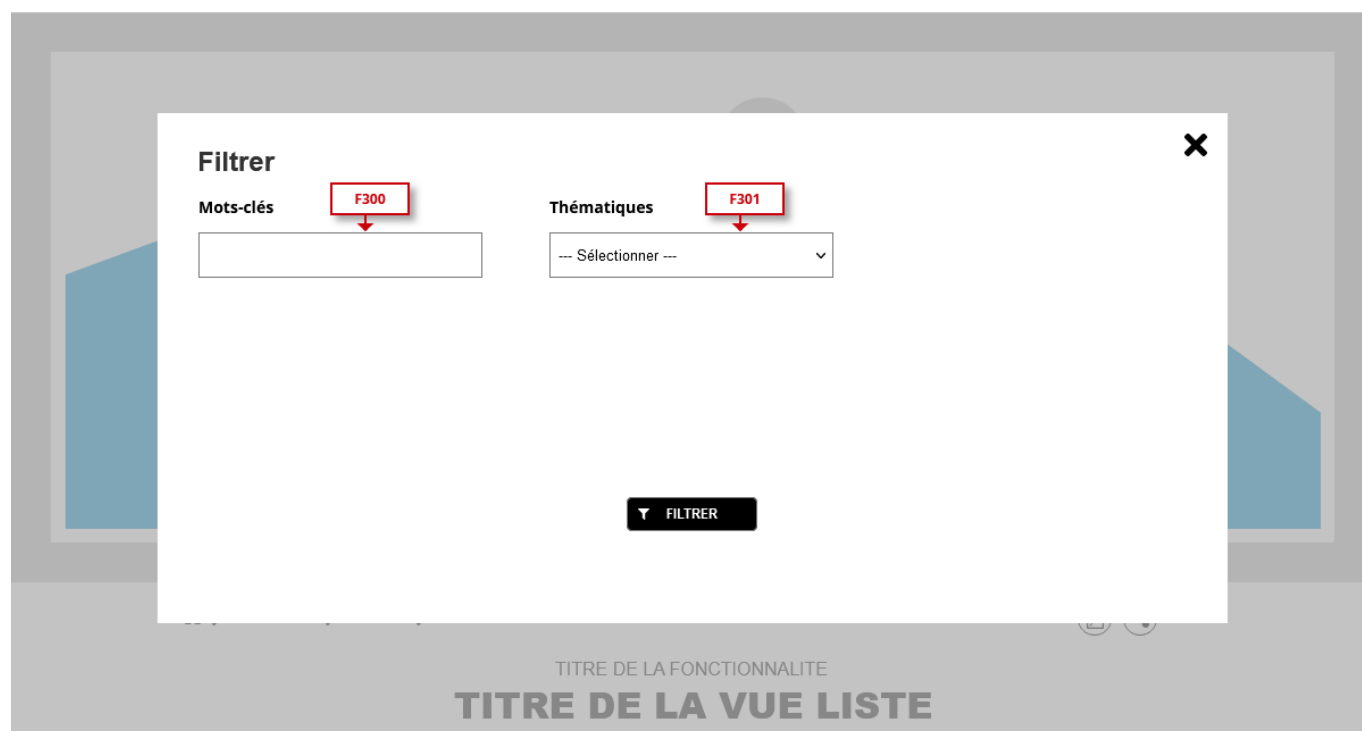 Filtrer
Mots-clés
F300
Thématiques
F301
--- Sélectionner ---
FILTRER
TITRE DE LA FONCTIONNALITE
TITRE DE LA VUE LISTE